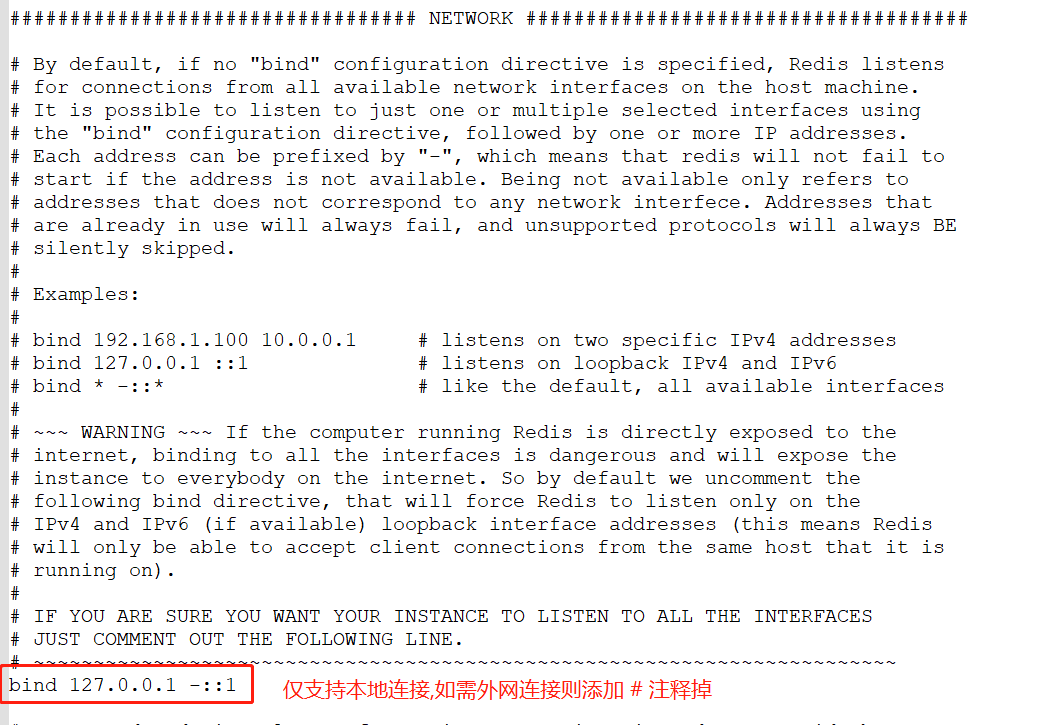 ################################## NETWORK #####################################
# By default, if no "bind" configuration directive is specified, Redis listens
# for connections from all available network interfaces on the host machine.
# It is possible to listen to just one or multiple selected interfaces using
# the "bind" configuration directive, followed by one or more IP addresses.
# Each address can be prefixed by "-", which means that redis will not fail to
# start if the address is not available. Being not available only refers to
# addresses that does not correspond to any network interfece. Addresses that
# are already in use will always fail, and unsupported protocols will always BE
# silently skipped.
#
# Examples:
#
# bind 192.168.1.100 10.0.0.1     # listens on two specific IPv4 addresses
# bind 127.0.0.1 ::1              # listens on loopback IPv4 and IPv6
# bind * -::*                     # like the default, all available interfaces
#
# ~~~ WARNING ~~~ If the computer running Redis is directly exposed to the
# internet, binding to all the interfaces is dangerous and will expose the
# instance to everybody on the internet. So by default we uncomment the
# following bind directive, that will force Redis to listen only on the
# IPv4 and IPv6 (if available) loopback interface addresses (this means Redis
# will only be able to accept client connections from the same host that it is
# running on).
#
# IF YOU ARE SURE YOU WANT YOUR INSTANCE TO LISTEN TO ALL THE INTERFACES
# JUST COMMENT OUT THE FOLLOWING LINE.
# ~~~~~~~~~~~~~~~~~~~~~~~~~~~~~~~~~~~~~~~~~~~~~~~~~~~~~~~~~~~~~~~~~~~~~~~~
bind 127.0.0.1 -::1 仅支持本地连接,如需外网连接则添加 # 注释掉